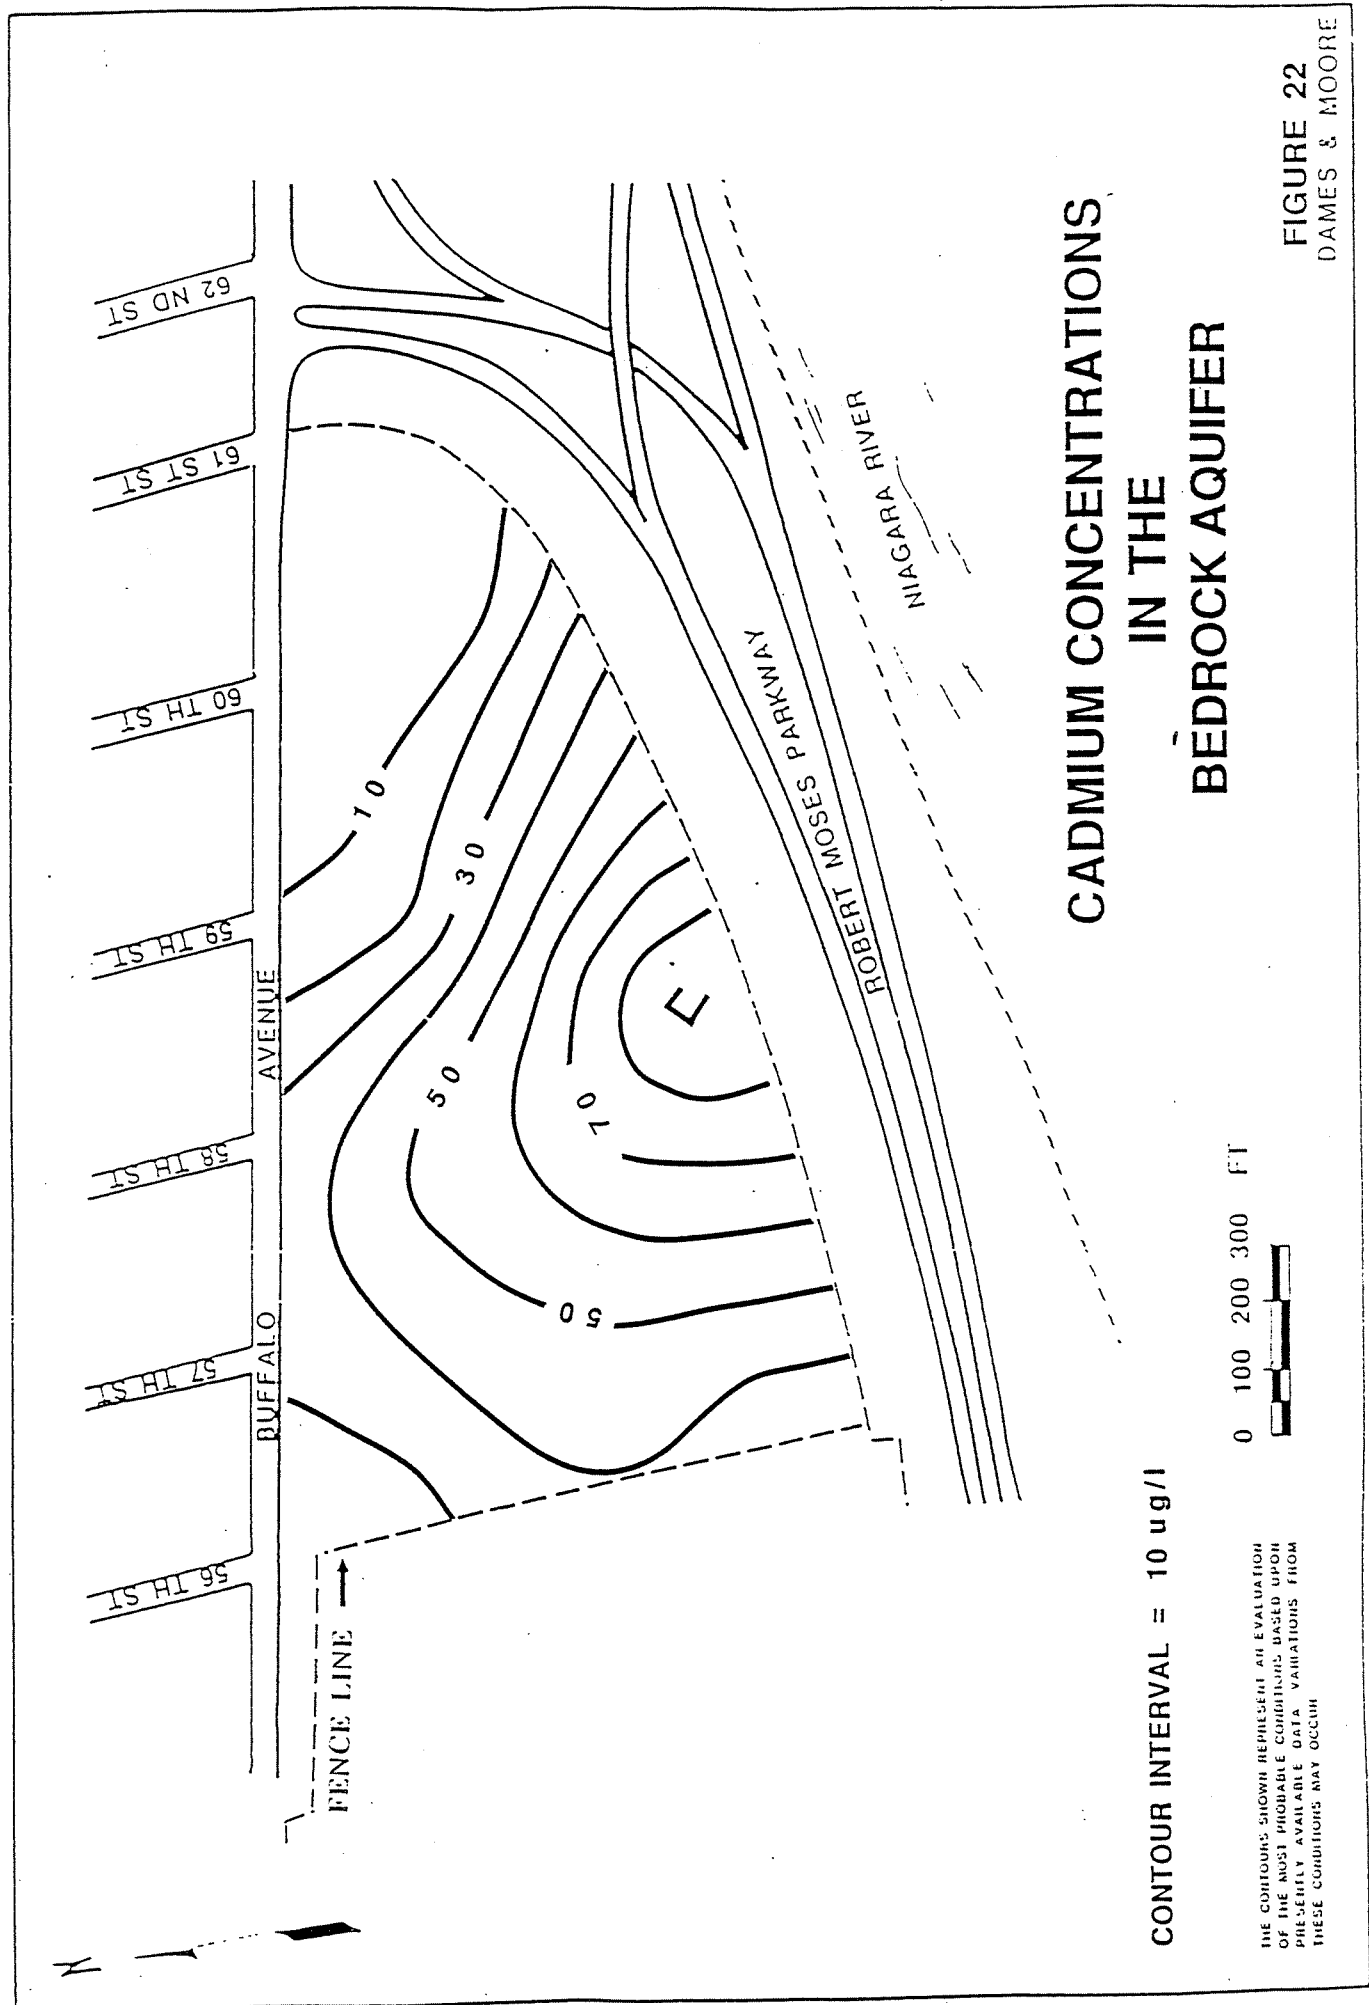 N
56 TH ST
57 TH ST
58 TH ST
59 TH ST
60 TH ST
61 ST ST
62 ND ST
BUFFALO AVENUE
FENCE LINE
10
30
50
50
70
ROBERT MOSES PARKWAY
NIAGARA RIVER
CONTOUR INTERVAL = 10 ug/l
0 100 200 300 FT
THE CONTOURS SHOWN REPRESENT AN EVALUATION
OF THE MOST PROBABLE CONDITIONS BASED UPON
PRESENTLY AVAILABLE DATA. VARIATIONS FROM
THESE CONDITIONS MAY OCCUR
CADMIUM CONCENTRATIONS
IN THE
BEDROCK AQUIFER
FIGURE 22
DAMES & MOORE